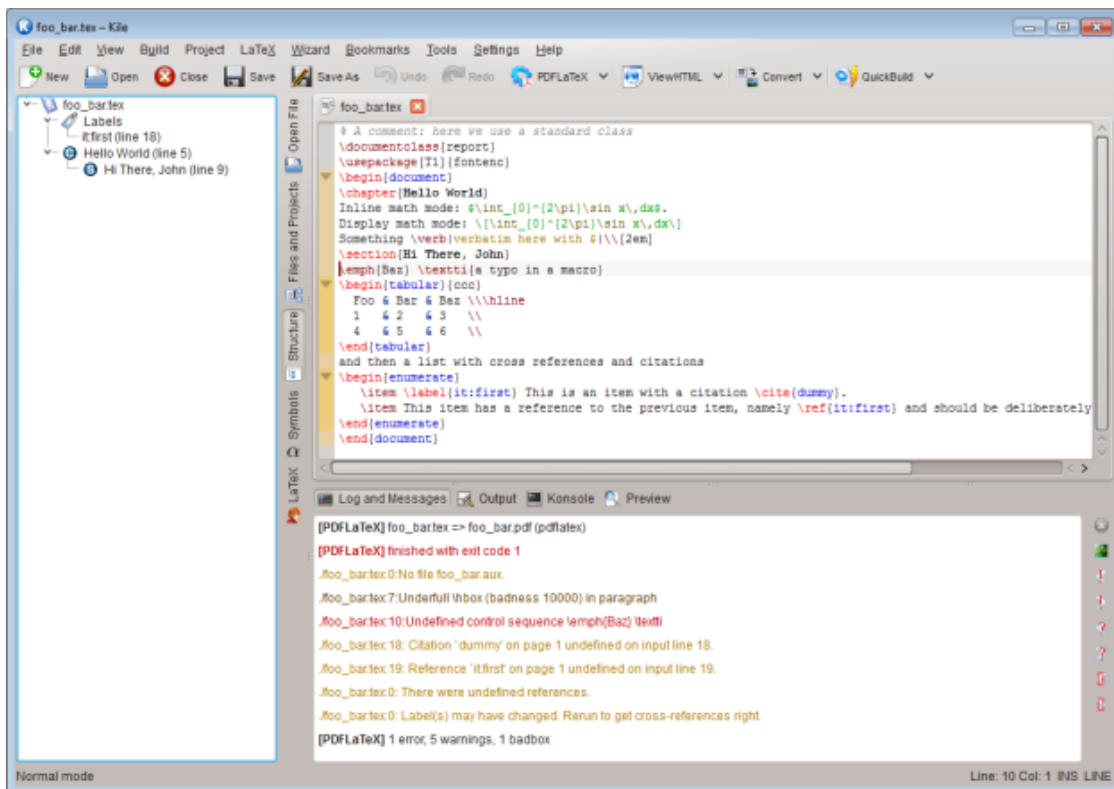 foo_bar.tex – Kile
File Edit View Build Project LaTeX Wizard Bookmarks Tools Settings Help
New Open Close Save Save As Undo Redo PDFLaTeX ViewHTML Convert QuickBuild
foo_bar.tex
Labels
it:first (line 18)
Hello World (line 5)
Hi There, John (line 9)
Open File
Files and Projects
Structure
Symbols
LaTeX
foo_bar.tex
% A comment: here we use a standard class
\documentclass{report}
\usepackage[T1]{fontenc}
\begin{document}
\chapter{Hello World}
Inline math mode: $\int_{0}^{2\pi}\sin x\,dx$.
Display math mode: \[\int_{0}^{2\pi}\sin x\,dx\]
Something \verb|verbatim here with $|\\[2em]
\section{Hi There, John}
\emph{Baz} \textti{a typo in a macro}
\begin{tabular}{ccc}
Foo & Bar & Baz \\\hline
1 & 2 & 3 \\
4 & 5 & 6 \\
\end{tabular}
and then a list with cross references and citations
\begin{enumerate}
\item \label{it:first} This is an item with a citation \cite{dummy}.
\item This item has a reference to the previous item, namely \ref{it:first} and should be deliberately
\end{enumerate}
\end{document}
Log and Messages Output Konsole Preview
[PDFLaTeX] foo_bar.tex => foo_bar.pdf (pdflatex)
[PDFLaTeX] finished with exit code 1
./foo_bar.tex:0:No file foo_bar.aux.
./foo_bar.tex:7:Underfull \hbox (badness 10000) in paragraph
./foo_bar.tex:10:Undefined control sequence \emph{Baz} \textti
./foo_bar.tex:18: Citation `dummy' on page 1 undefined on input line 18.
./foo_bar.tex:19: Reference `it:first' on page 1 undefined on input line 19.
./foo_bar.tex:0: There were undefined references.
./foo_bar.tex:0: Label(s) may have changed. Rerun to get cross-references right.
[PDFLaTeX] 1 error, 5 warnings, 1 badbox
Normal mode
Line: 10 Col: 1 INS LINE